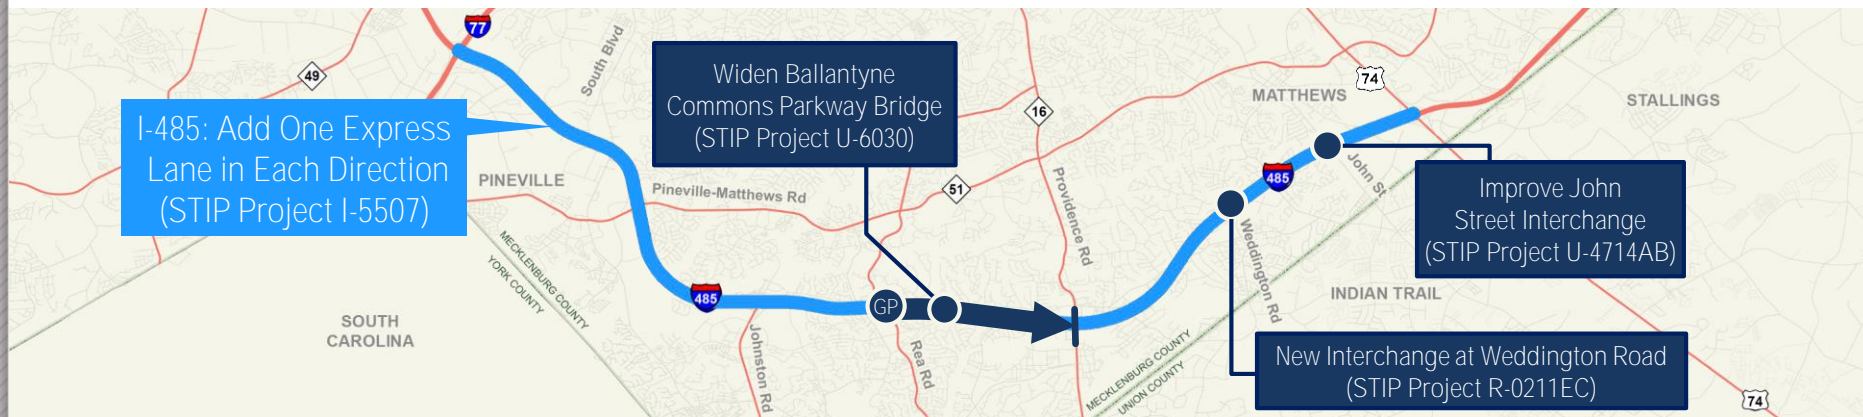 77
49
South Blvd
I-485: Add One Express
Lane in Each Direction
(STIP Project I-5507)
Widen Ballantyne
Commons Parkway Bridge
(STIP Project U-6030)
16
74
MATTHEWS
STALLINGS
PINEVILLE
Pineville-Matthews Rd
51
Providence Rd
485
John St
Improve John
Street Interchange
(STIP Project U-4714AB)
Weddington Rd
INDIAN TRAIL
MECKLENBURG COUNTY
YORK COUNTY
SOUTH
CAROLINA
485
GP
Johnston Rd
Rea Rd
MECKLENBURG COUNTY
UNION COUNTY
New Interchange at Weddington Road
(STIP Project R-0211EC)
74